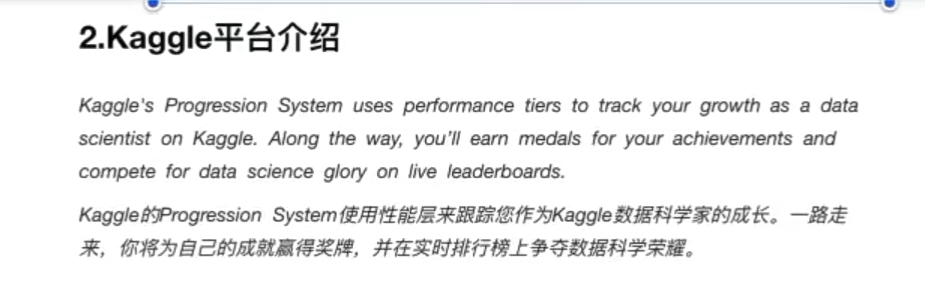 2.Kaggle平台介绍
Kaggle's Progression System uses performance tiers to track your growth as a data
scientist on Kaggle. Along the way, you'll earn medals for your achievements and
compete for data science glory on live leaderboards.
Kaggle的Progression System使用性能层来跟踪您作为Kaggle数据科学家的成长。一路走
来，你将为自己的成就赢得奖牌，并在实时排行榜上争夺数据科学荣耀。